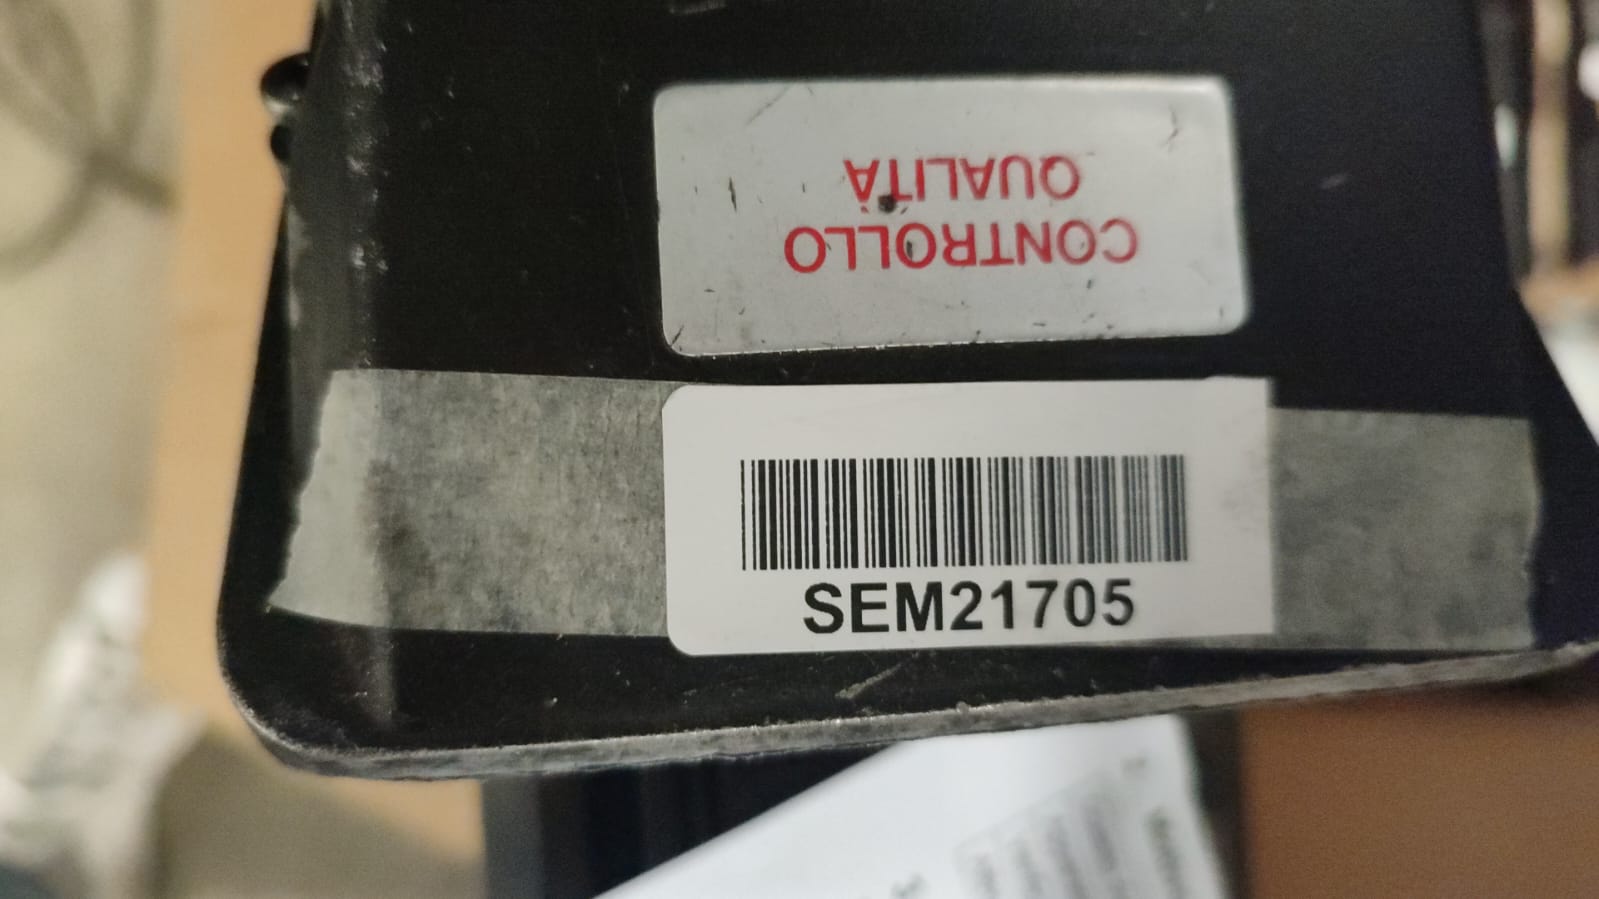 CONTROLLO
QUALITÀ
SEM21705